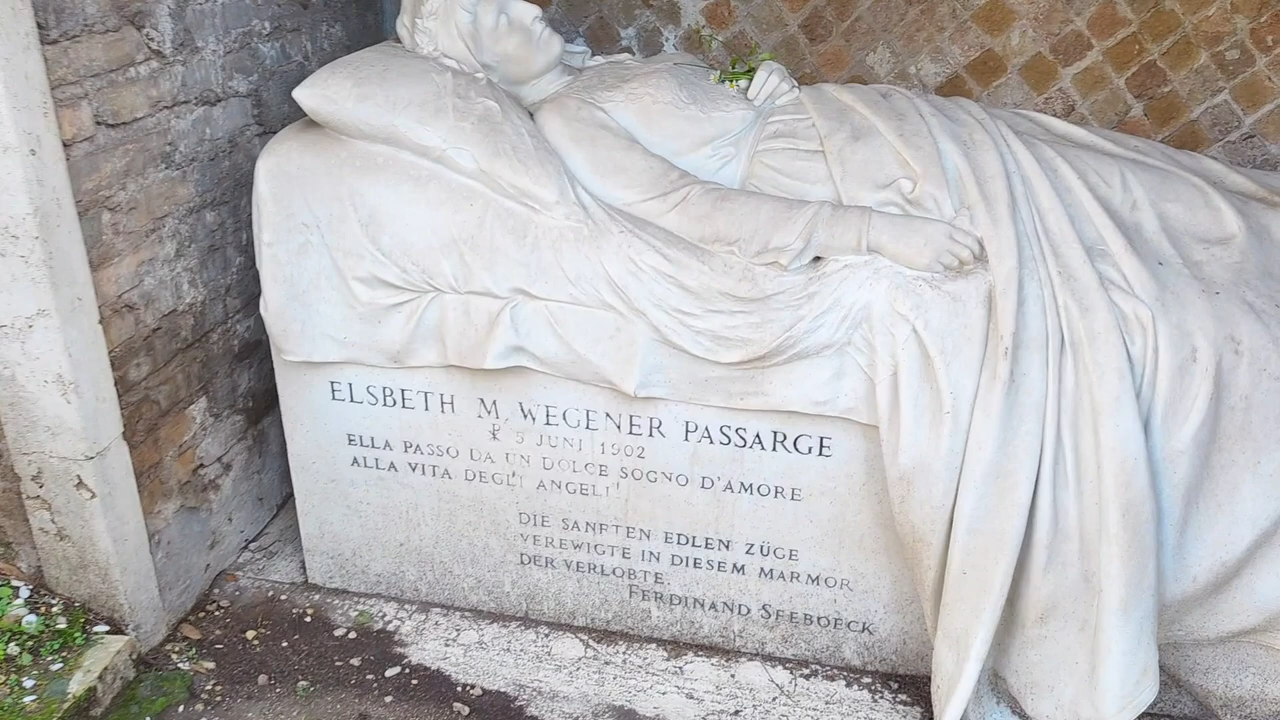 ELSBETH M. WEGENER PASSARGE
☧ 5 JUNI 1902
ELLA PASSO DA UN DOLCE SOGNO D'AMORE
ALLA VITA DEGLI ANGELI"
DIE SANFTEN EDLEN ZÜGE
VEREWIGTE IN DIESEM MARMOR
DER VERLOBTE.
FERDINAND SEEBOECK